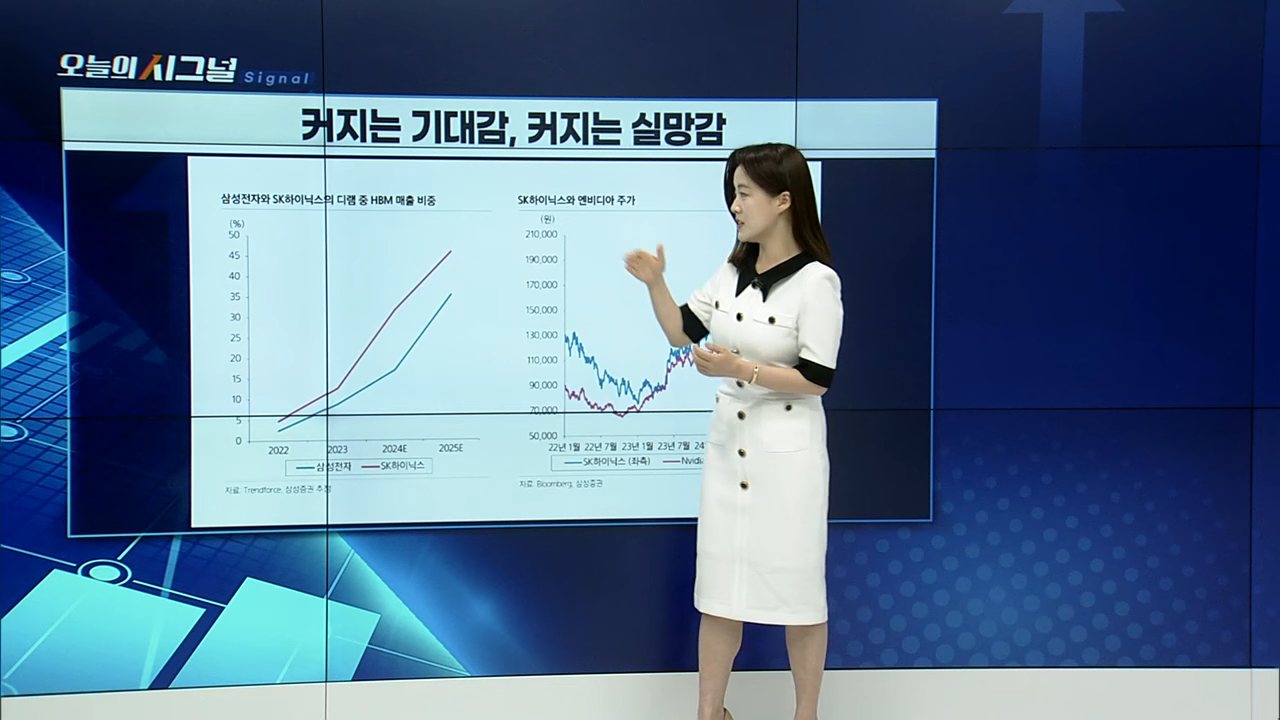 오늘의 시그널 Signal
커지는 기대감, 커지는 실망감
삼성전자와 SK하이닉스의 디램 중 HBM 매출 비중
(%)
50
45
40
35
30
25
20
15
10
5
0
2022 2023 2024E 2025E
삼성전자 SK하이닉스
자료: Trendforce, 삼성증권 추정
SK하이닉스와 엔비디아 주가
(원)
210,000
190,000
170,000
150,000
130,000
110,000
90,000
70,000
50,000
22년 1월 22년 7월 23년 1월 23년 7월 24
SK하이닉스 (좌측) Nvidia
자료: Bloomberg, 삼성증권